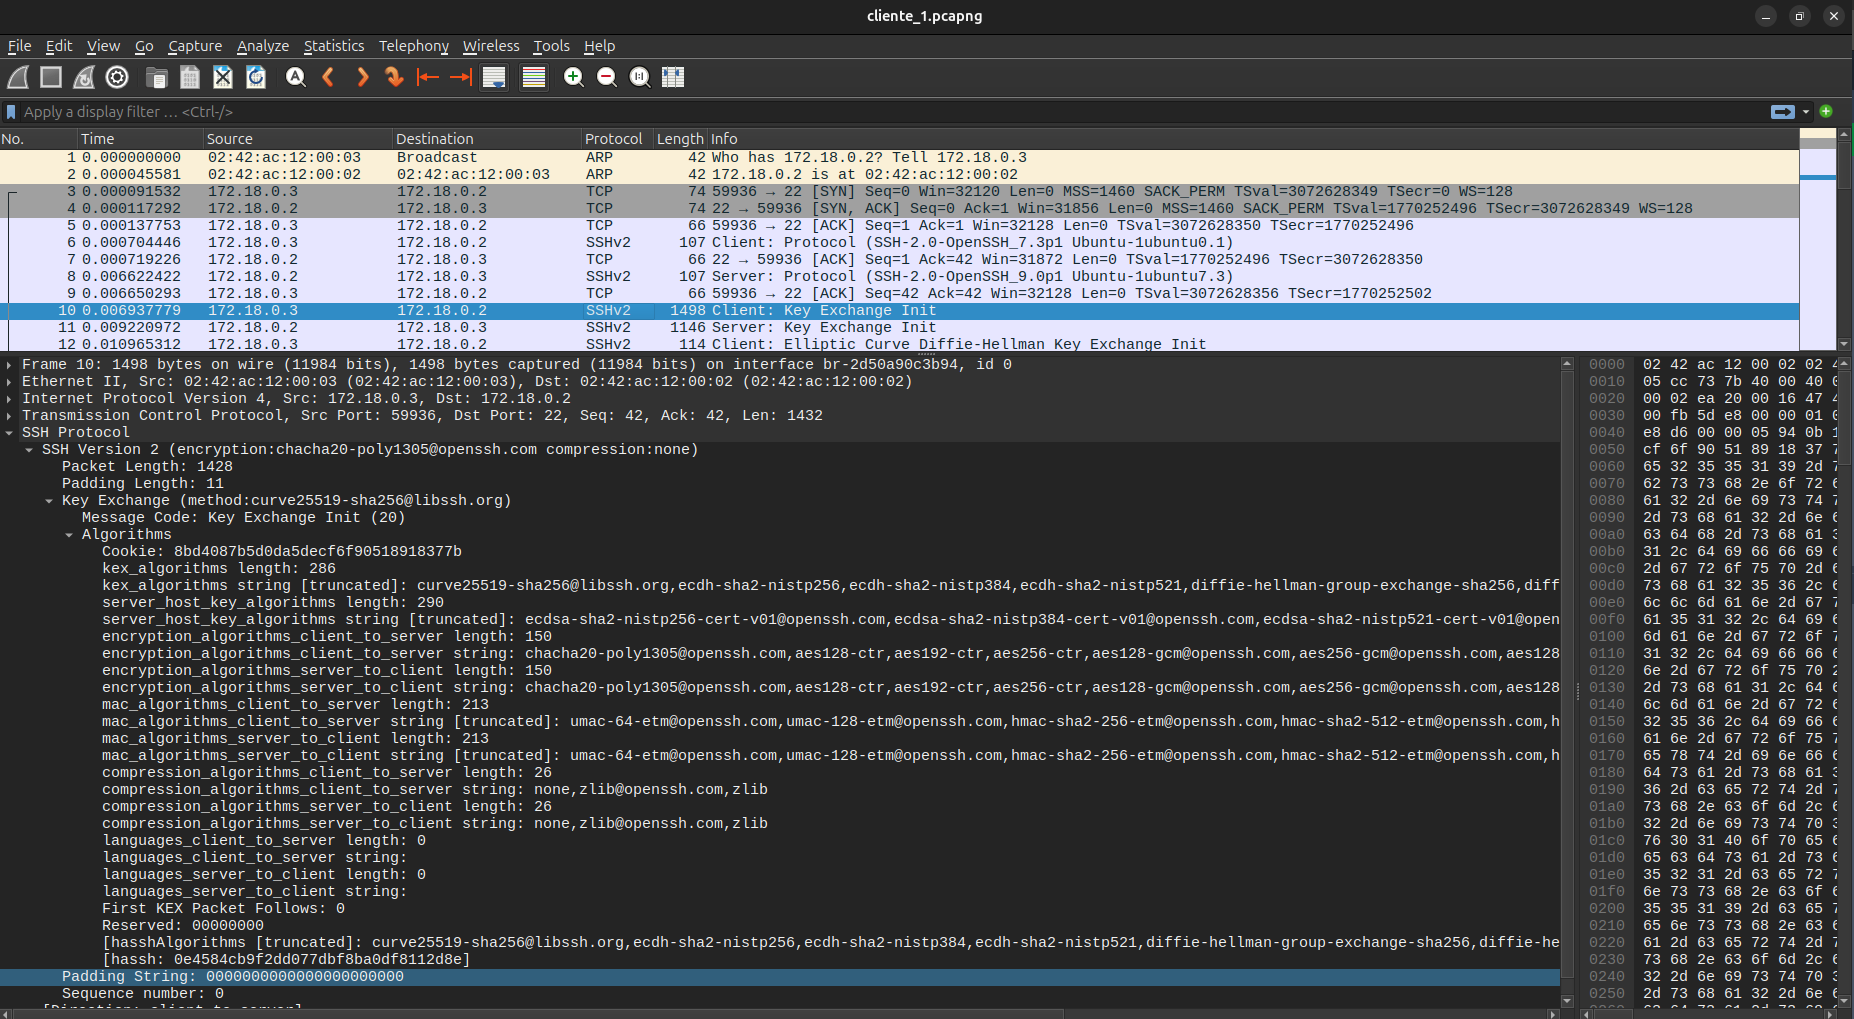 cliente_1.pcapng
File Edit View Go Capture Analyze Statistics Telephony Wireless Tools Help
Apply a display filter … <Ctrl-/>
No. Time Source Destination Protocol Length Info
1 0.000000000 02:42:ac:12:00:03 Broadcast ARP 42 Who has 172.18.0.2? Tell 172.18.0.3
2 0.000045581 02:42:ac:12:00:02 02:42:ac:12:00:03 ARP 42 172.18.0.2 is at 02:42:ac:12:00:02
3 0.000091532 172.18.0.3 172.18.0.2 TCP 74 59936 → 22 [SYN] Seq=0 Win=32120 Len=0 MSS=1460 SACK_PERM TSval=3072628349 TSecr=0 WS=128
4 0.000117292 172.18.0.2 172.18.0.3 TCP 74 22 → 59936 [SYN, ACK] Seq=0 Ack=1 Win=31856 Len=0 MSS=1460 SACK_PERM TSval=1770252496 TSecr=3072628349 WS=128
5 0.000137753 172.18.0.3 172.18.0.2 TCP 66 59936 → 22 [ACK] Seq=1 Ack=1 Win=32128 Len=0 TSval=3072628350 TSecr=1770252496
6 0.000704446 172.18.0.3 172.18.0.2 SSHv2 107 Client: Protocol (SSH-2.0-OpenSSH_7.3p1 Ubuntu-1ubuntu0.1)
7 0.000719226 172.18.0.2 172.18.0.3 TCP 66 22 → 59936 [ACK] Seq=1 Ack=42 Win=31872 Len=0 TSval=1770252496 TSecr=3072628350
8 0.006622422 172.18.0.2 172.18.0.3 SSHv2 107 Server: Protocol (SSH-2.0-OpenSSH_9.0p1 Ubuntu-1ubuntu7.3)
9 0.006650293 172.18.0.3 172.18.0.2 TCP 66 59936 → 22 [ACK] Seq=42 Ack=42 Win=32128 Len=0 TSval=3072628356 TSecr=1770252502
10 0.006937779 172.18.0.3 172.18.0.2 SSHv2 1498 Client: Key Exchange Init
11 0.009220972 172.18.0.2 172.18.0.3 SSHv2 1146 Server: Key Exchange Init
12 0.010965312 172.18.0.3 172.18.0.2 SSHv2 114 Client: Elliptic Curve Diffie-Hellman Key Exchange Init
Frame 10: 1498 bytes on wire (11984 bits), 1498 bytes captured (11984 bits) on interface br-2d50a90c3b94, id 0
Ethernet II, Src: 02:42:ac:12:00:03 (02:42:ac:12:00:03), Dst: 02:42:ac:12:00:02 (02:42:ac:12:00:02)
Internet Protocol Version 4, Src: 172.18.0.3, Dst: 172.18.0.2
Transmission Control Protocol, Src Port: 59936, Dst Port: 22, Seq: 42, Ack: 42, Len: 1432
SSH Protocol
SSH Version 2 (encryption:chacha20-poly1305@openssh.com compression:none)
Packet Length: 1428
Padding Length: 11
Key Exchange (method:curve25519-sha256@libssh.org)
Message Code: Key Exchange Init (20)
Algorithms
Cookie: 8bd4087b5d0da5decf6f90518918377b
kex_algorithms length: 286
kex_algorithms string [truncated]: curve25519-sha256@libssh.org,ecdh-sha2-nistp256,ecdh-sha2-nistp384,ecdh-sha2-nistp521,diffie-hellman-group-exchange-sha256,diff
server_host_key_algorithms length: 290
server_host_key_algorithms string [truncated]: ecdsa-sha2-nistp256-cert-v01@openssh.com,ecdsa-sha2-nistp384-cert-v01@openssh.com,ecdsa-sha2-nistp521-cert-v01@open
encryption_algorithms_client_to_server length: 150
encryption_algorithms_client_to_server string: chacha20-poly1305@openssh.com,aes128-ctr,aes192-ctr,aes256-ctr,aes128-gcm@openssh.com,aes256-gcm@openssh.com,aes128
encryption_algorithms_server_to_client length: 150
encryption_algorithms_server_to_client string: chacha20-poly1305@openssh.com,aes128-ctr,aes192-ctr,aes256-ctr,aes128-gcm@openssh.com,aes256-gcm@openssh.com,aes128
mac_algorithms_client_to_server length: 213
mac_algorithms_client_to_server string [truncated]: umac-64-etm@openssh.com,umac-128-etm@openssh.com,hmac-sha2-256-etm@openssh.com,hmac-sha2-512-etm@openssh.com,h
mac_algorithms_server_to_client length: 213
mac_algorithms_server_to_client string [truncated]: umac-64-etm@openssh.com,umac-128-etm@openssh.com,hmac-sha2-256-etm@openssh.com,hmac-sha2-512-etm@openssh.com,h
compression_algorithms_client_to_server length: 26
compression_algorithms_client_to_server string: none,zlib@openssh.com,zlib
compression_algorithms_server_to_client length: 26
compression_algorithms_server_to_client string: none,zlib@openssh.com,zlib
languages_client_to_server length: 0
languages_client_to_server string:
languages_server_to_client length: 0
languages_server_to_client string:
First KEX Packet Follows: 0
Reserved: 00000000
[hasshAlgorithms [truncated]: curve25519-sha256@libssh.org,ecdh-sha2-nistp256,ecdh-sha2-nistp384,ecdh-sha2-nistp521,diffie-hellman-group-exchange-sha256,diffie-he
[hassh: 0e4584cb9f2dd077dbf8ba0df8112d8e]
Padding String: 0000000000000000000000
Sequence number: 0
[Direction: client-to-server]
0000 02 42 ac 12 00 02 02
0010 05 cc 73 7b 40 00 40
0020 00 02 ea 20 00 16 47
0030 00 fb 5d e8 00 00 01
0040 e8 d6 00 00 05 94 0b
0050 cf 6f 90 51 89 18 37
0060 65 32 35 35 31 39 2d
0070 62 73 73 68 2e 6f 72
0080 61 32 2d 6e 69 73 74
0090 2d 73 68 61 32 2d 6e
00a0 63 64 68 2d 73 68 61
00b0 31 2c 64 69 66 66 69
00c0 2d 67 72 6f 75 70 2d
00d0 73 68 61 32 35 36 2c
00e0 6c 6c 6d 61 6e 2d 67
00f0 61 35 31 32 2c 64 69
0100 6d 61 6e 2d 67 72 6f
0110 31 32 2c 64 69 66 66
0120 6e 2d 67 72 6f 75 70
0130 2d 73 68 61 31 2c 64
0140 6c 6d 61 6e 2d 67 72
0150 32 35 36 2c 64 69 66
0160 61 6e 2d 67 72 6f 75
0170 65 78 74 2d 69 6e 66
0180 64 73 61 2d 73 68 61
0190 36 2d 63 65 72 74 2d
01a0 73 68 2e 63 6f 6d 2c
01b0 32 2d 6e 69 73 74 70
01c0 76 30 31 40 6f 70 65
01d0 65 63 64 73 61 2d 73
01e0 35 32 31 2d 63 65 72
01f0 6e 73 73 68 2e 63 6f
0200 35 35 31 39 2d 63 65
0210 65 6e 73 73 68 2e 63
0220 61 2d 63 65 72 74 2d
0230 73 68 2e 63 6f 6d 2c
0240 32 2d 6e 69 73 74 70
0250 2d 73 68 61 32 2d 6e